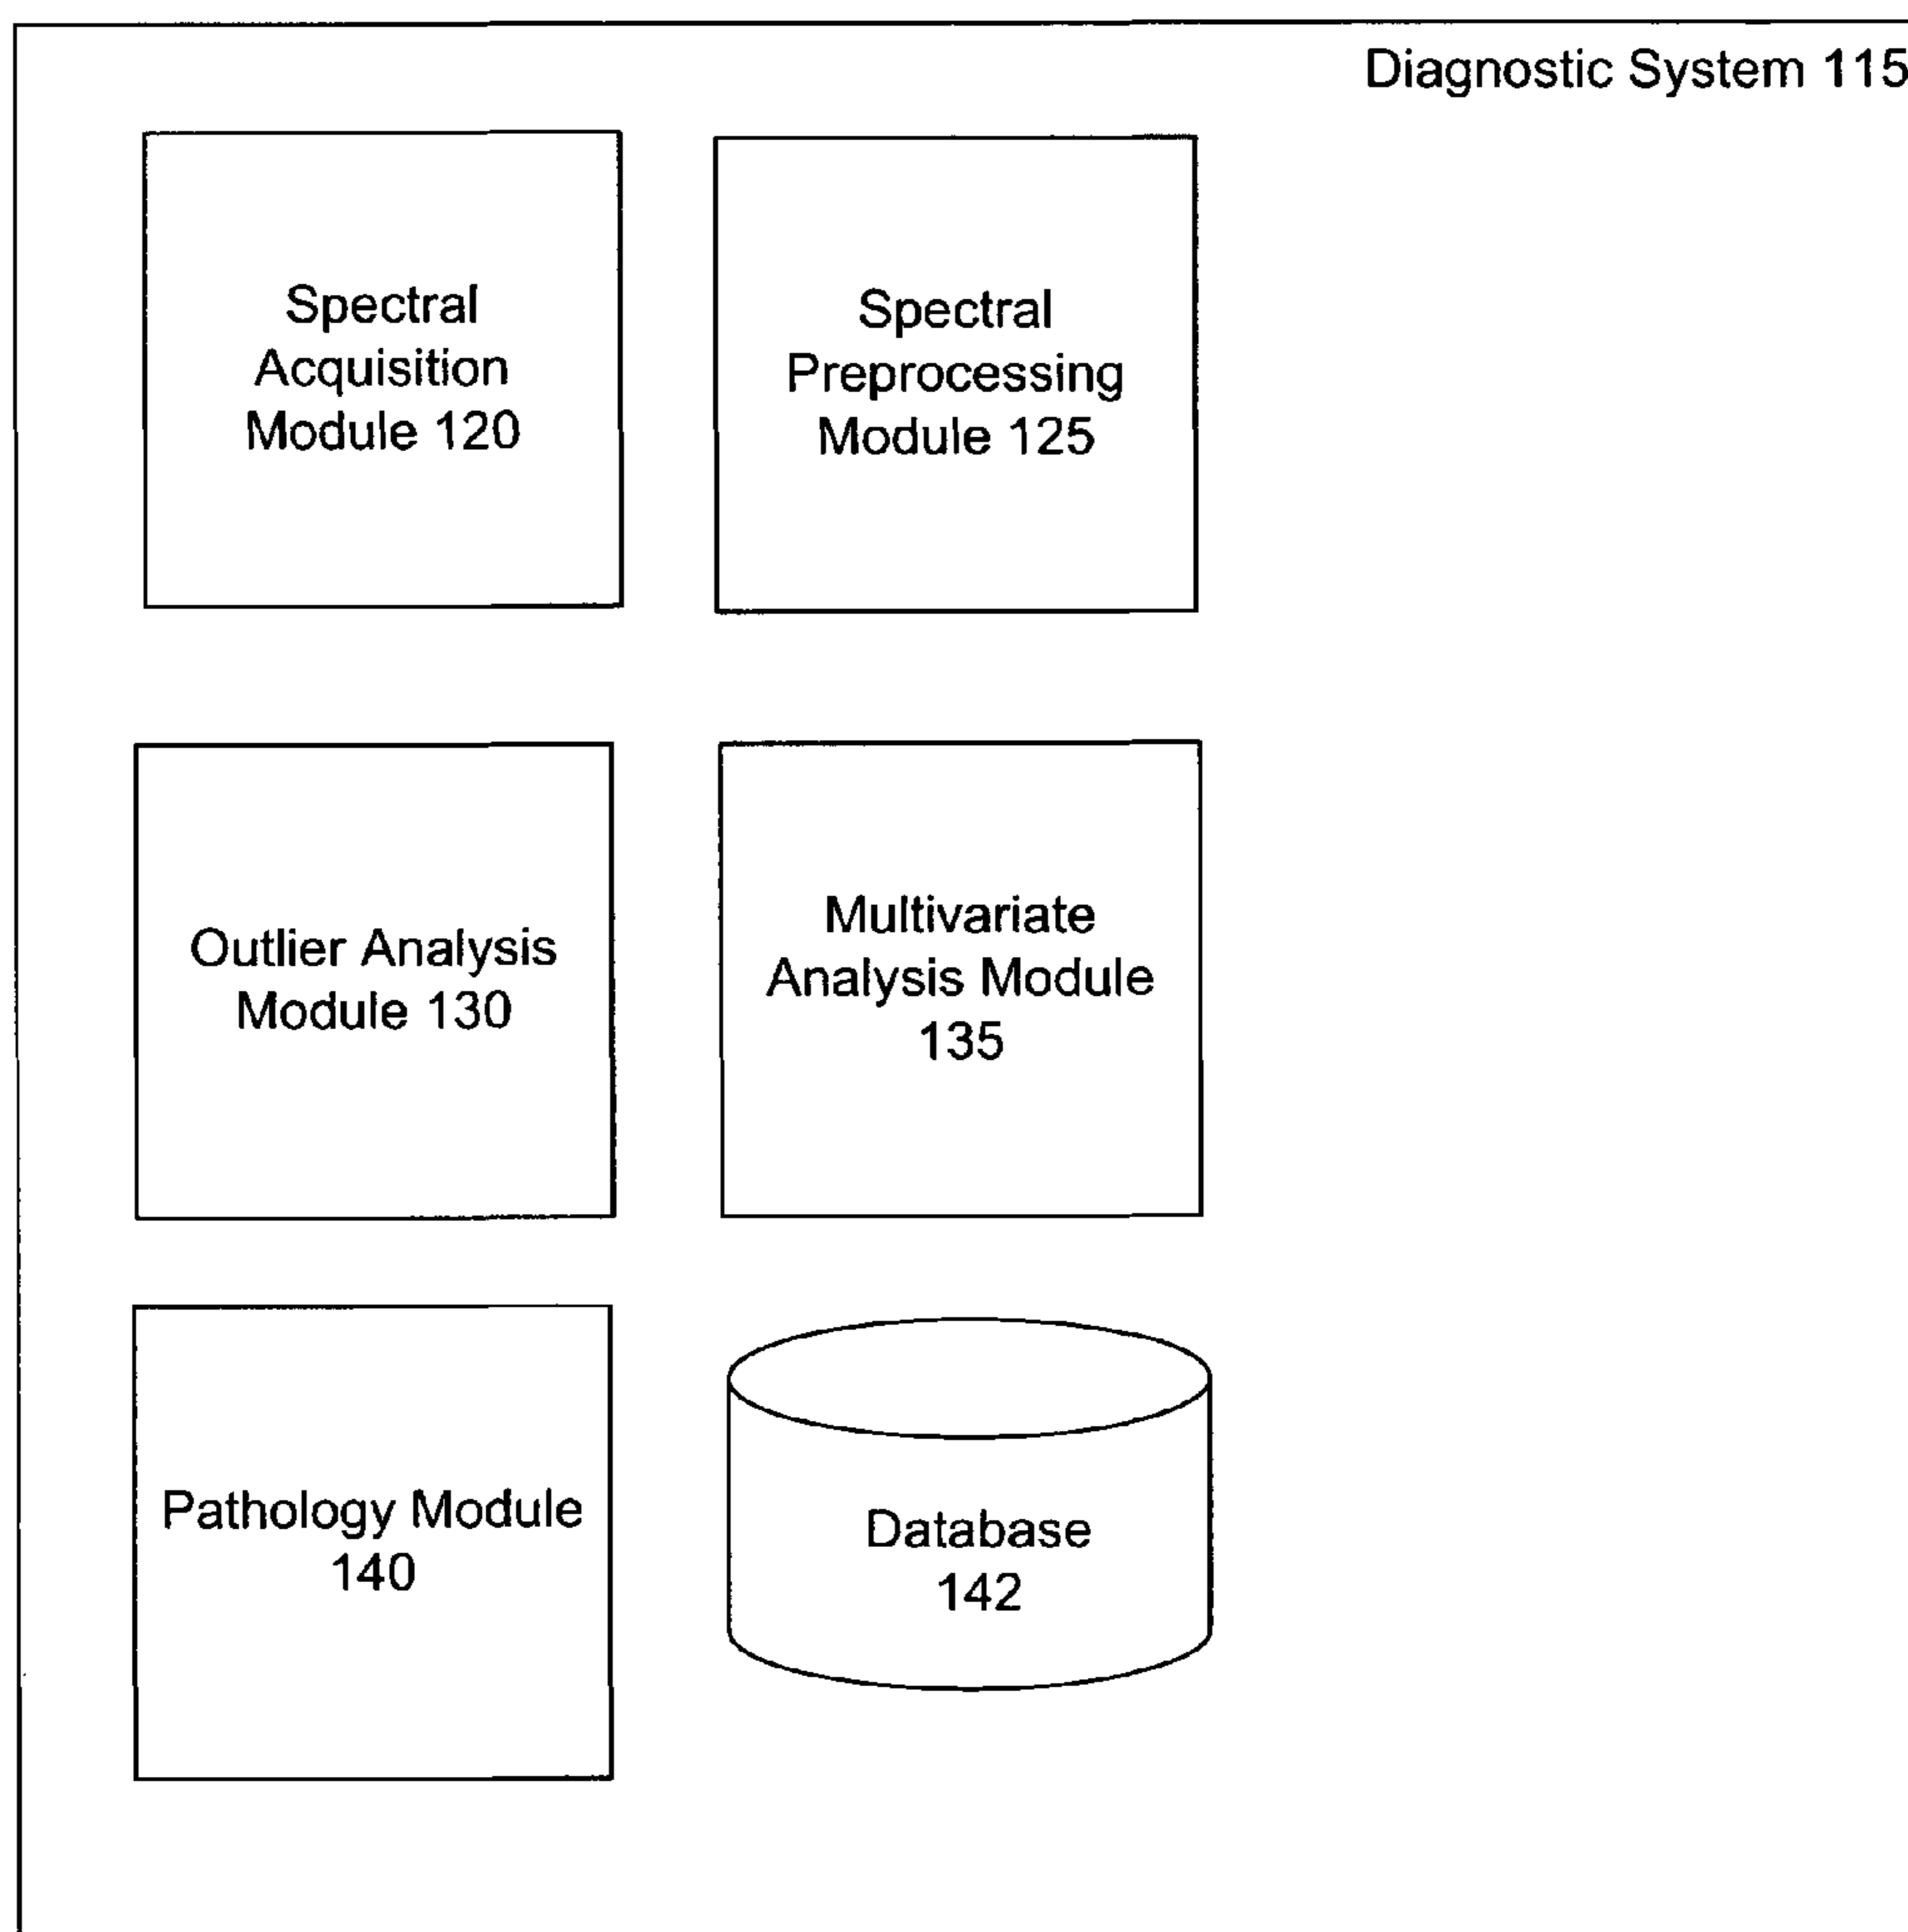 Diagnostic System 115
Spectral
Acquisition
Module 120
Spectral
Preprocessing
Module 125
Outlier Analysis
Module 130
Multivariate
Analysis Module
135
Pathology Module
140
Database
142